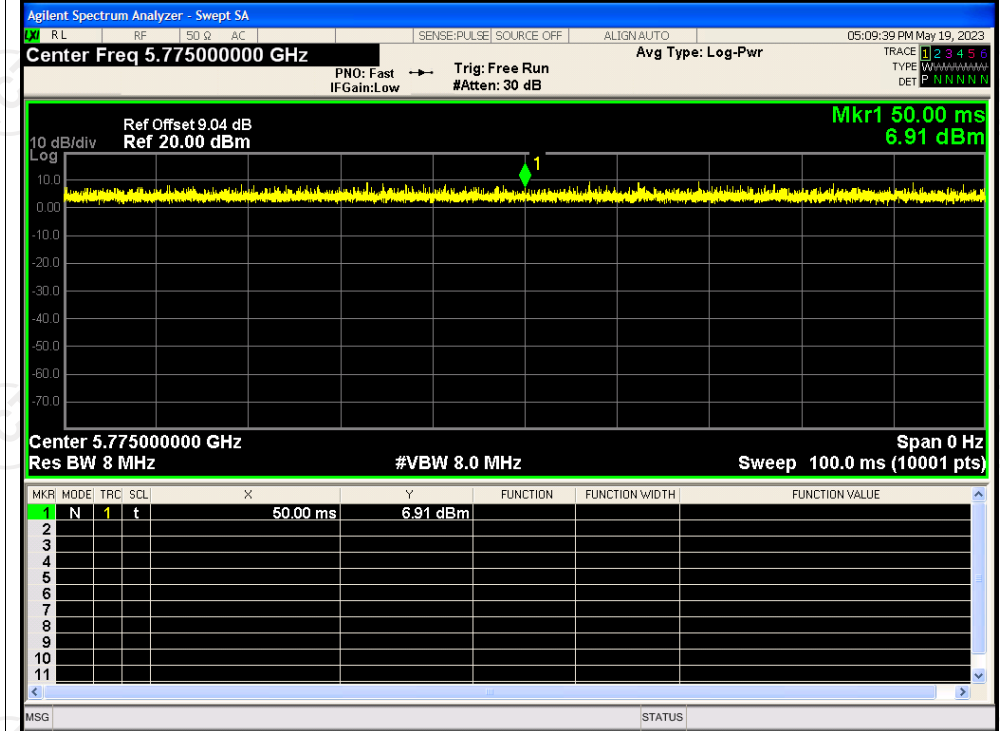 Agilent Spectrum Analyzer - Swept SA
LXI RL RF 50 Ω AC SENSE:PULSE SOURCE OFF ALIGN AUTO 05:09:39 PM May 19, 2023
Center Freq 5.775000000 GHz
Avg Type: Log-Pwr
TRACE 1 2 3 4 5 6
PNO: Fast Trig: Free Run
TYPE W
IFGain:Low #Atten: 30 dB
DET P N N N N N
Mkr1 50.00 ms
Ref Offset 9.04 dB
6.91 dBm
10 dB/div Ref 20.00 dBm
Log
1
10.0
0.00
-10.0
-20.0
-30.0
-40.0
-50.0
-60.0
-70.0
Center 5.775000000 GHz Span 0 Hz
Res BW 8 MHz #VBW 8.0 MHz Sweep 100.0 ms (10001 pts)
MKR MODE TRC SCL X Y FUNCTION FUNCTION WIDTH FUNCTION VALUE
1 N 1 t 50.00 ms 6.91 dBm
2
3
4
5
6
7
8
9
10
11
MSG STATUS